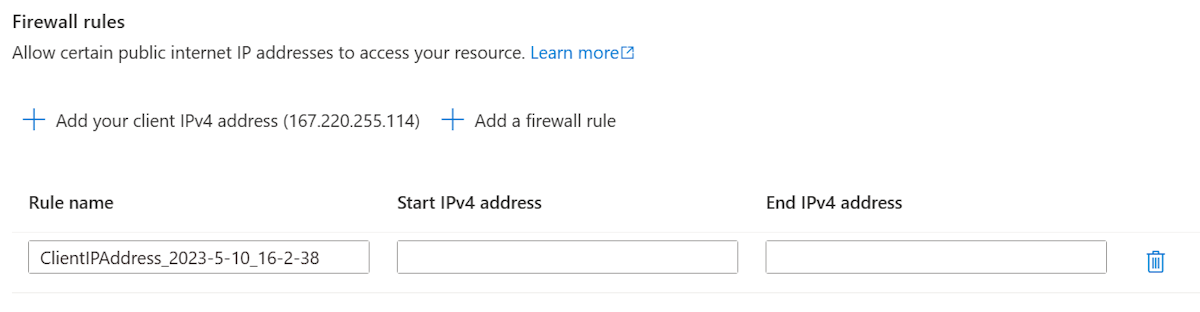 Firewall rules
Allow certain public internet IP addresses to access your resource. Learn more
Add your client IPv4 address (167.220.255.114) Add a firewall rule
Rule name Start IPv4 address End IPv4 address
ClientIPAddress_2023-5-10_16-2-38